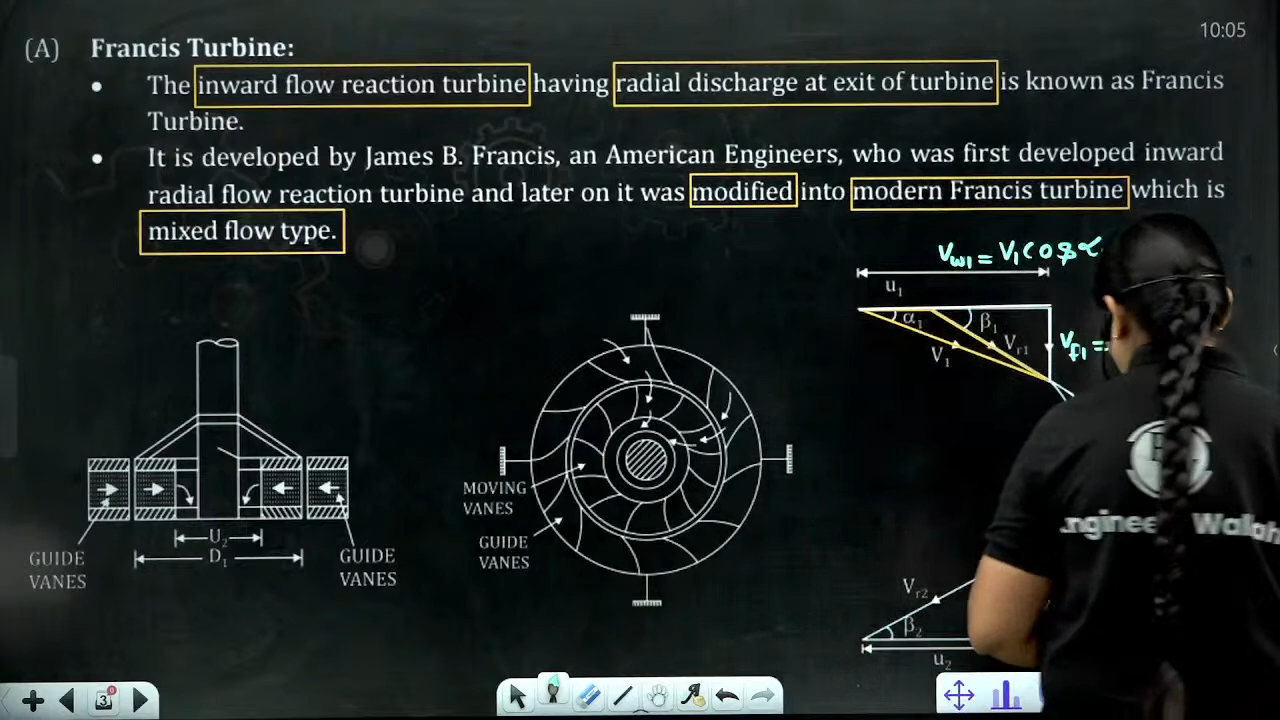 10:05
(A) Francis Turbine:
• The inward flow reaction turbine having radial discharge at exit of turbine is known as Francis
Turbine.
• It is developed by James B. Francis, an American Engineers, who was first developed inward
radial flow reaction turbine and later on it was modified into modern Francis turbine which is
mixed flow type.
Vw1 = V1 cos α
u1
α1 β1
V1 Vr1
Vf1 =
MOVING
VANES
GUIDE
VANES
U2
D1
GUIDE
VANES
GUIDE
VANES
Vr2
β2
u2
Walah
3